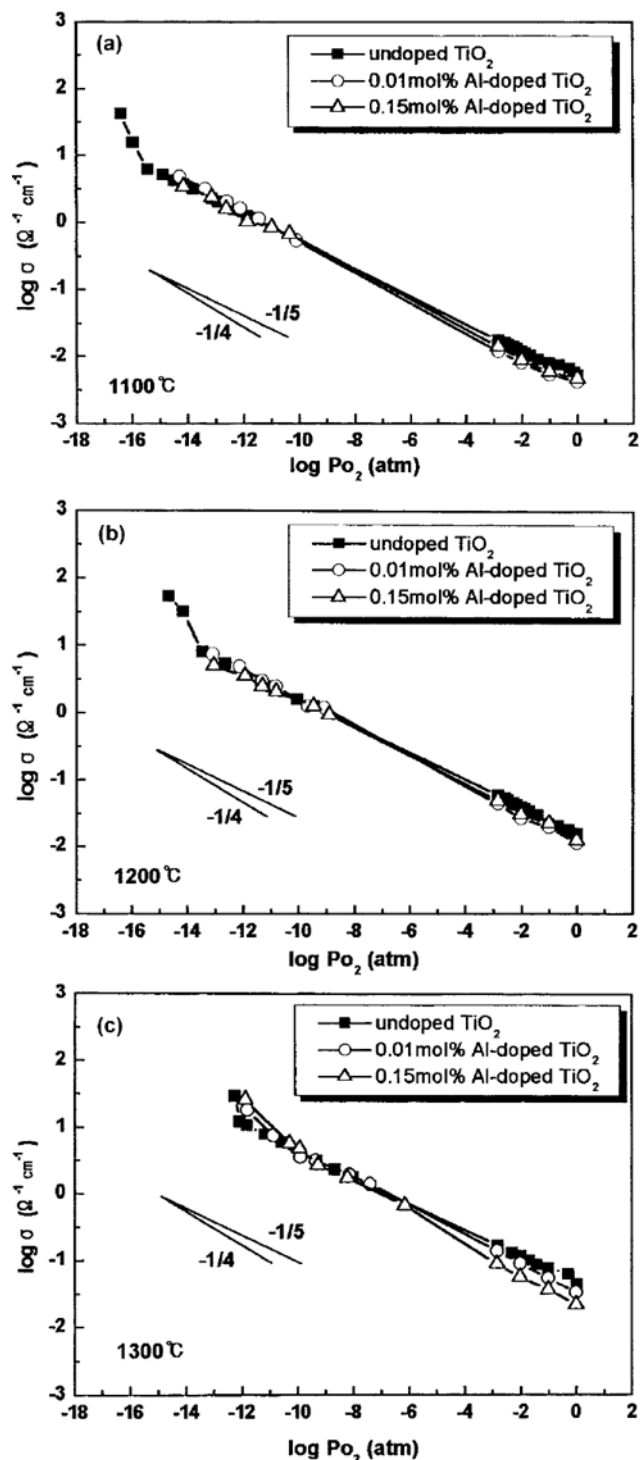 (a)
undoped TiO₂
0.01mol% Al-doped TiO₂
0.15mol% Al-doped TiO₂
3
2
1
0
-1
-2
-3
log σ (Ω⁻¹ cm⁻¹)
-1/5
-1/4
1100℃
-18 -16 -14 -12 -10 -8 -6 -4 -2 0 2
log Po₂ (atm)
(b)
undoped TiO₂
0.01mol% Al-doped TiO₂
0.15mol% Al-doped TiO₂
3
2
1
0
-1
-2
-3
log σ (Ω⁻¹ cm⁻¹)
-1/5
-1/4
1200℃
-18 -16 -14 -12 -10 -8 -6 -4 -2 0 2
log Po₂ (atm)
(c)
undoped TiO₂
0.01mol% Al-doped TiO₂
0.15mol% Al-doped TiO₂
3
2
1
0
-1
-2
-3
log σ (Ω⁻¹ cm⁻¹)
-1/5
-1/4
1300℃
-18 -16 -14 -12 -10 -8 -6 -4 -2 0 2
log Po₂ (atm)